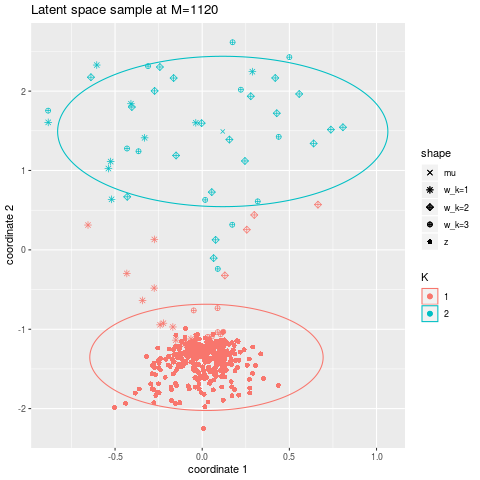 Latent space sample at M=1120
coordinate 2
2
1
0
-1
-2
-0.5
0.0
0.5
1.0
coordinate 1
shape
mu
w_k=1
w_k=2
w_k=3
z
K
1
2